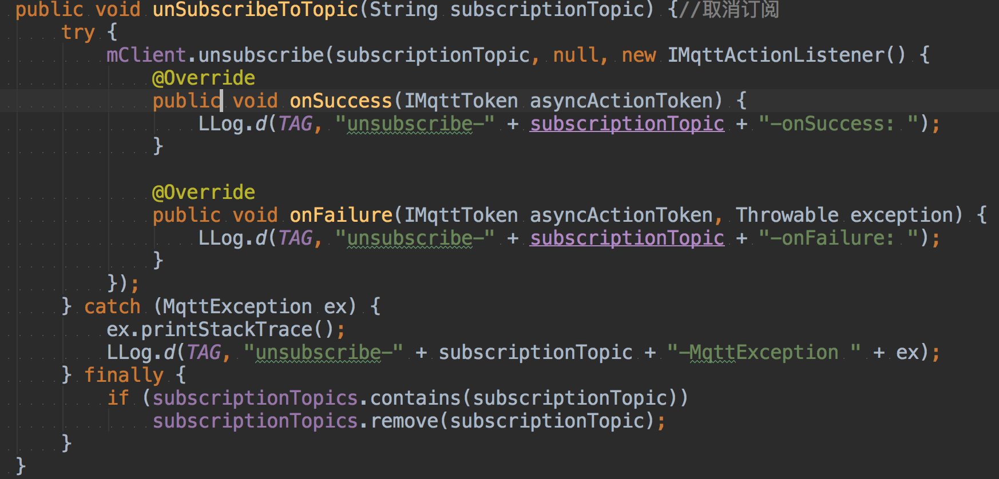 public void unSubscribeToTopic(String subscriptionTopic) {//取消订阅
try {
mClient.unsubscribe(subscriptionTopic, null, new IMqttActionListener() {
@Override
public void onSuccess(IMqttToken asyncActionToken) {
LLog.d(TAG, "unsubscribe-" + subscriptionTopic + "-onSuccess: ");
}
@Override
public void onFailure(IMqttToken asyncActionToken, Throwable exception) {
LLog.d(TAG, "unsubscribe-" + subscriptionTopic + "-onFailure: ");
}
});
} catch (MqttException ex) {
ex.printStackTrace();
LLog.d(TAG, "unsubscribe-" + subscriptionTopic + "-MqttException " + ex);
} finally {
if (subscriptionTopics.contains(subscriptionTopic))
subscriptionTopics.remove(subscriptionTopic);
}
}